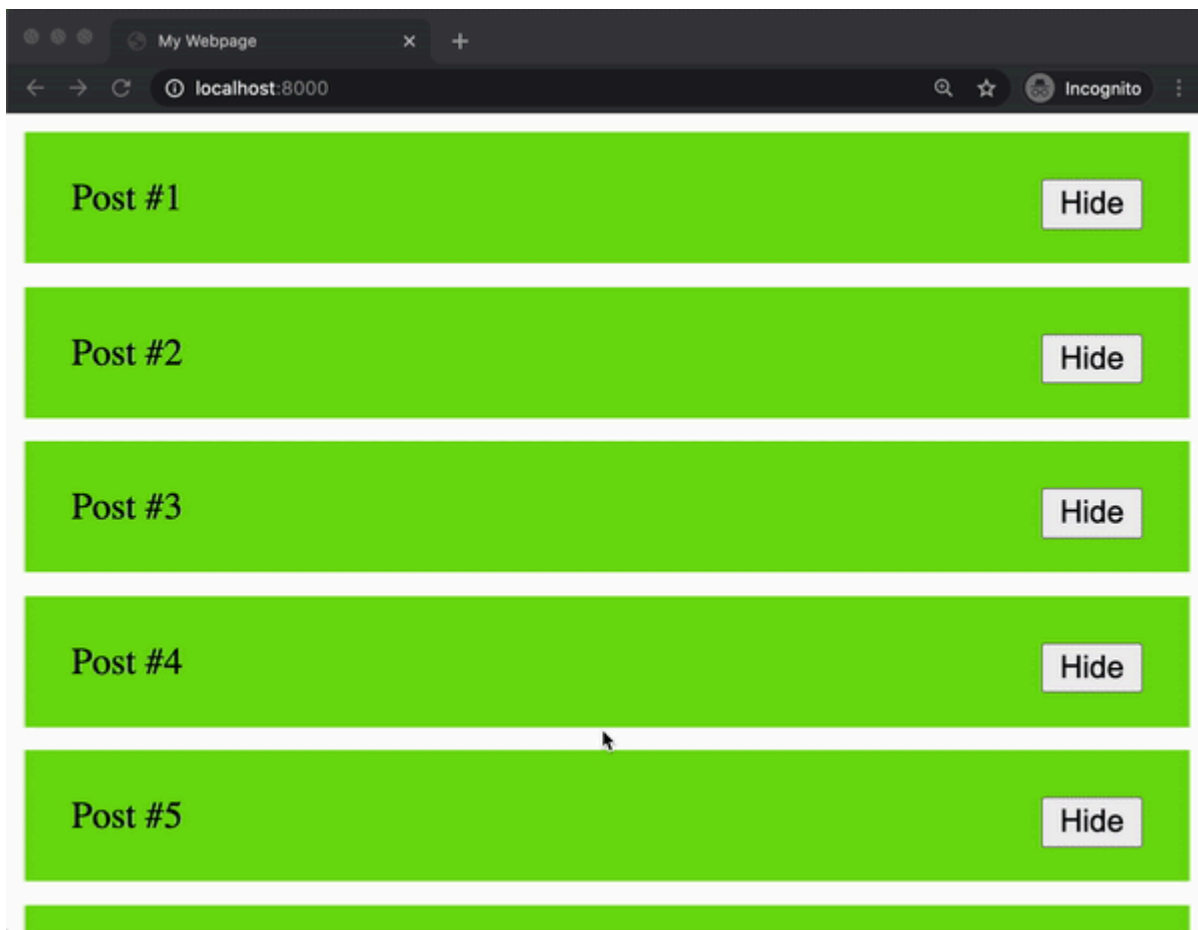 My Webpage
localhost:8000
Incognito
Post #1
Hide
Post #2
Hide
Post #3
Hide
Post #4
Hide
Post #5
Hide